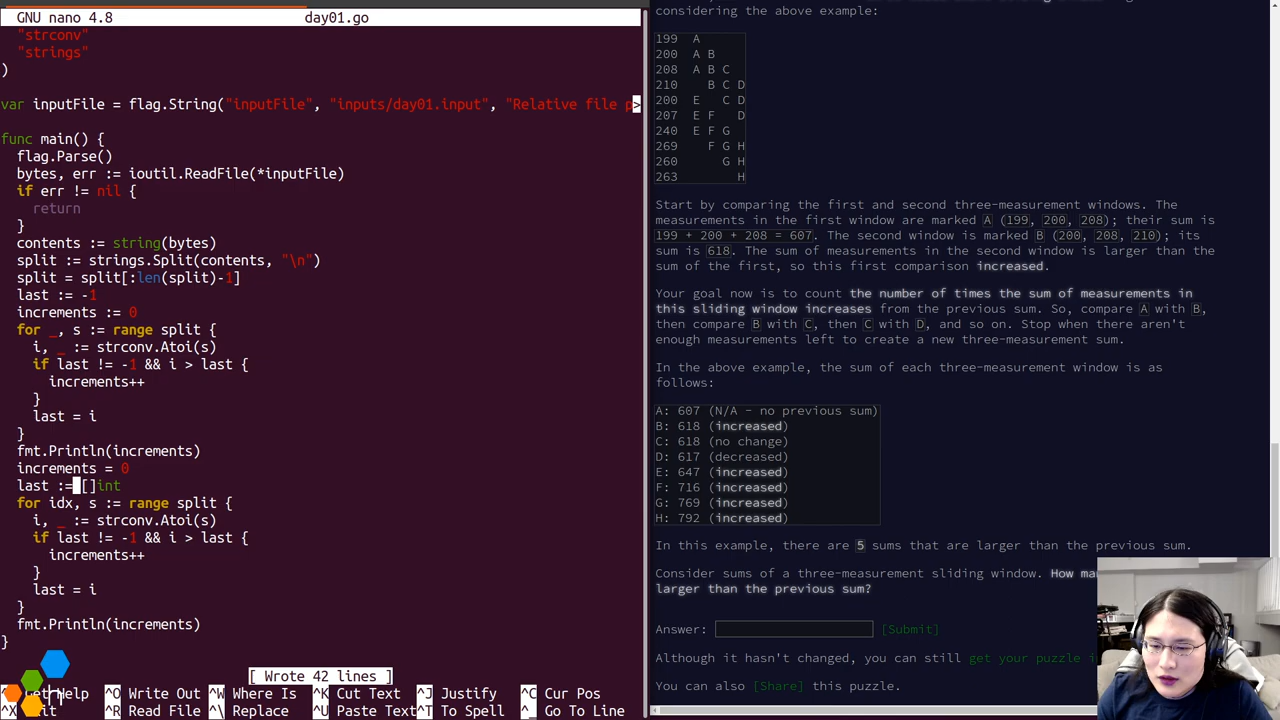 GNU nano 4.8 day01.go
"strconv"
"strings"
)
var inputFile = flag.String("inputFile", "inputs/day01.input", "Relative file p>
func main() {
flag.Parse()
bytes, err := ioutil.ReadFile(*inputFile)
if err != nil {
return
}
contents := string(bytes)
split := strings.Split(contents, "\n")
split = split[:len(split)-1]
last := -1
increments := 0
for _, s := range split {
i, _ := strconv.Atoi(s)
if last != -1 && i > last {
increments++
}
last = i
}
fmt.Println(increments)
increments = 0
last := []int
for idx, s := range split {
i, _ := strconv.Atoi(s)
if last != -1 && i > last {
increments++
}
last = i
}
fmt.Println(increments)
}
[ Wrote 42 lines ]
Get Help ^O Write Out ^W Where Is ^K Cut Text ^J Justify ^C Cur Pos
^X ^R Read File ^\ Replace ^U Paste Text ^T To Spell ^_ Go To Line
considering the above example:
199 A
200 A B
208 A B C
210 B C D
200 E C D
207 E F D
240 E F G
269 F G H
260 G H
263 H
Start by comparing the first and second three-measurement windows. The
measurements in the first window are marked A (199, 200, 208); their sum is
199 + 200 + 208 = 607. The second window is marked B (200, 208, 210); its
sum is 618. The sum of measurements in the second window is larger than the
sum of the first, so this first comparison increased.
Your goal now is to count the number of times the sum of measurements in
this sliding window increases from the previous sum. So, compare A with B,
then compare B with C, then C with D, and so on. Stop when there aren't
enough measurements left to create a new three-measurement sum.
In the above example, the sum of each three-measurement window is as
follows:
A: 607 (N/A - no previous sum)
B: 618 (increased)
C: 618 (no change)
D: 617 (decreased)
E: 647 (increased)
F: 716 (increased)
G: 769 (increased)
H: 792 (increased)
In this example, there are 5 sums that are larger than the previous sum.
Consider sums of a three-measurement sliding window. How
larger than the previous sum?
Answer: [Submit]
Although it hasn't changed, you can still get your puzzle
You can also [Share] this puzzle.